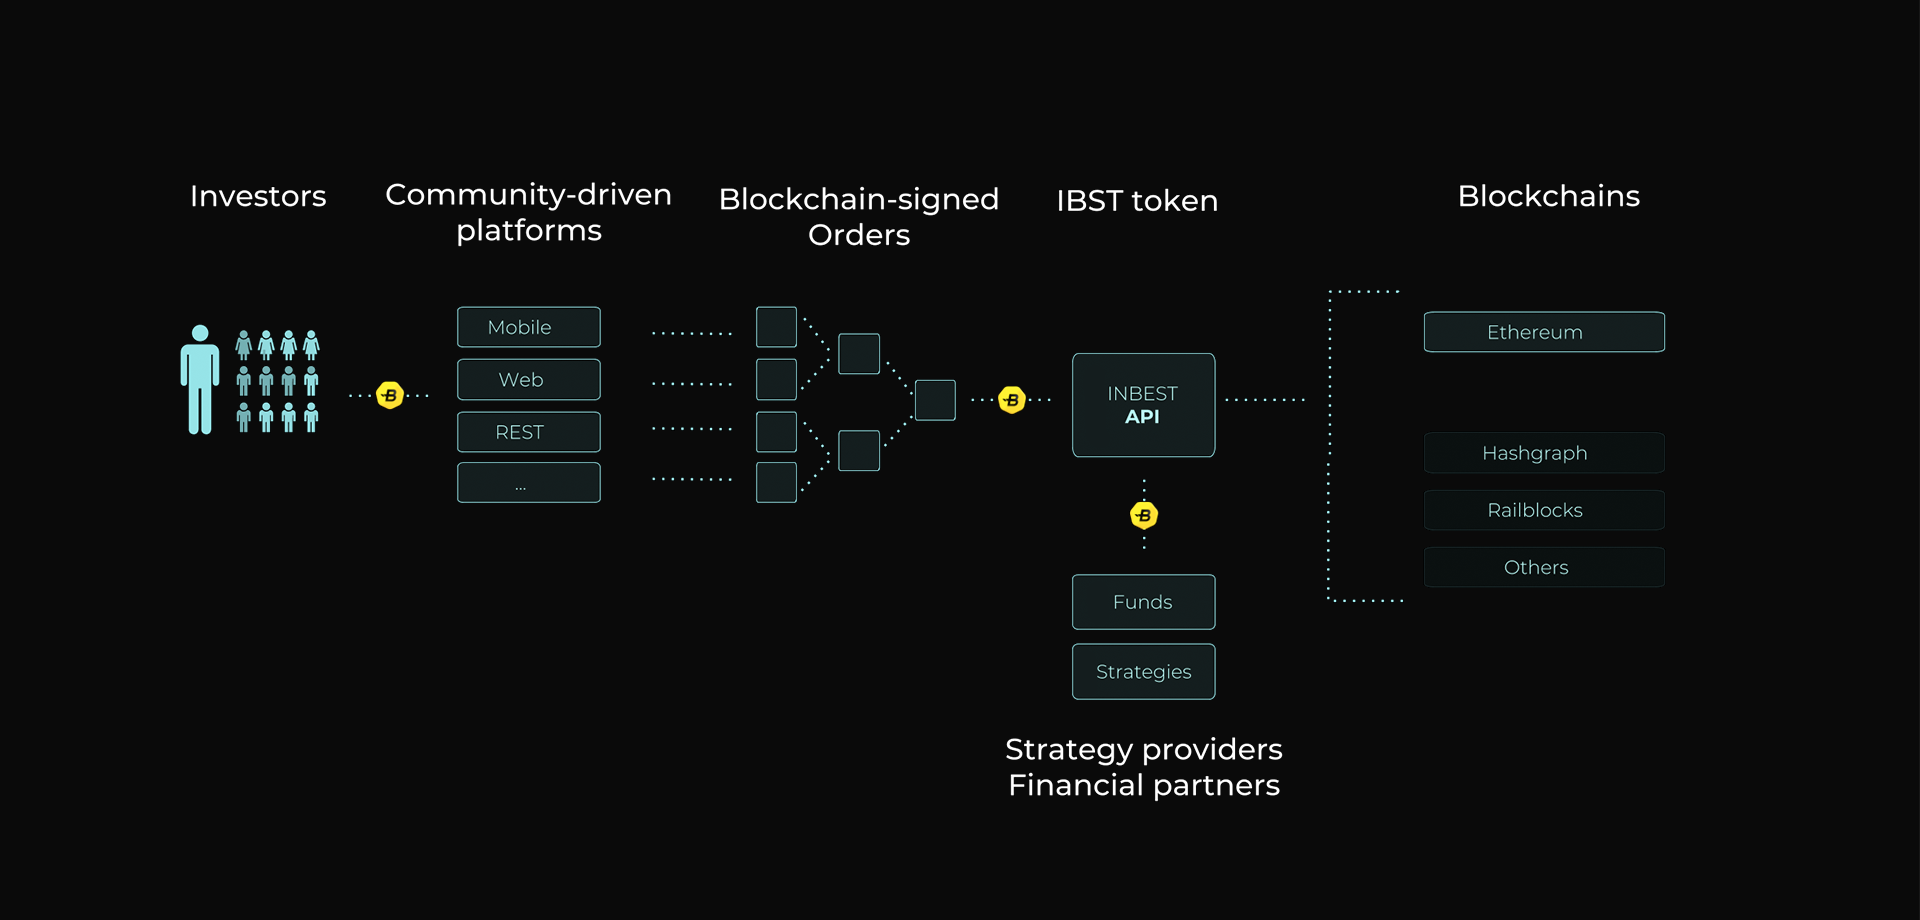 Investors
Community-driven
platforms
Blockchain-signed
Orders
IBST token
Blockchains
Mobile
Web
REST
...
INBEST
API
Funds
Strategies
Strategy providers
Financial partners
Ethereum
Hashgraph
Railblocks
Others